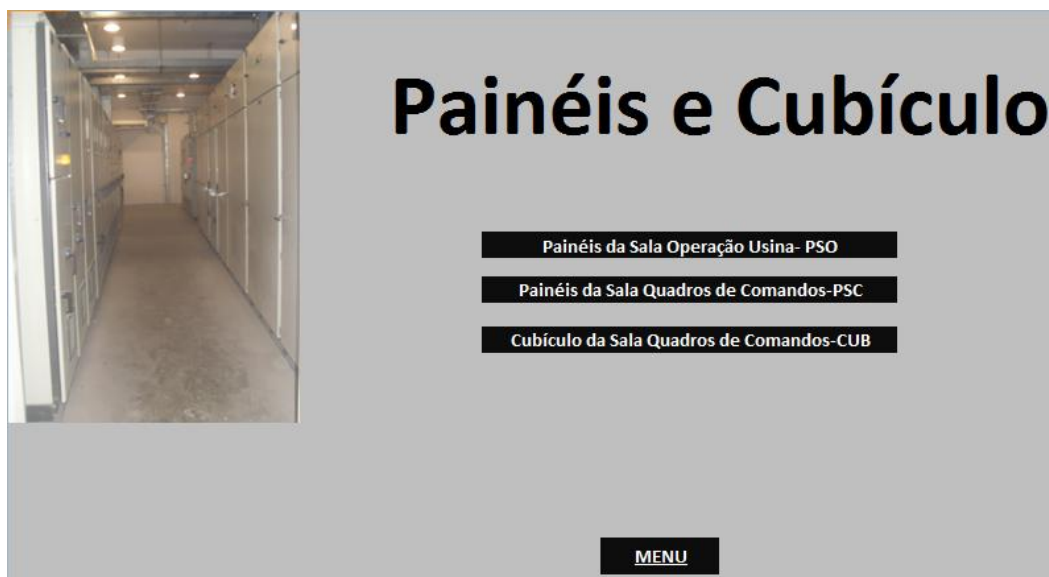 Painéis e Cubículo
Painéis da Sala Operação Usina- PSO
Painéis da Sala Quadros de Comandos-PSC
Cubículo da Sala Quadros de Comandos-CUB
MENU